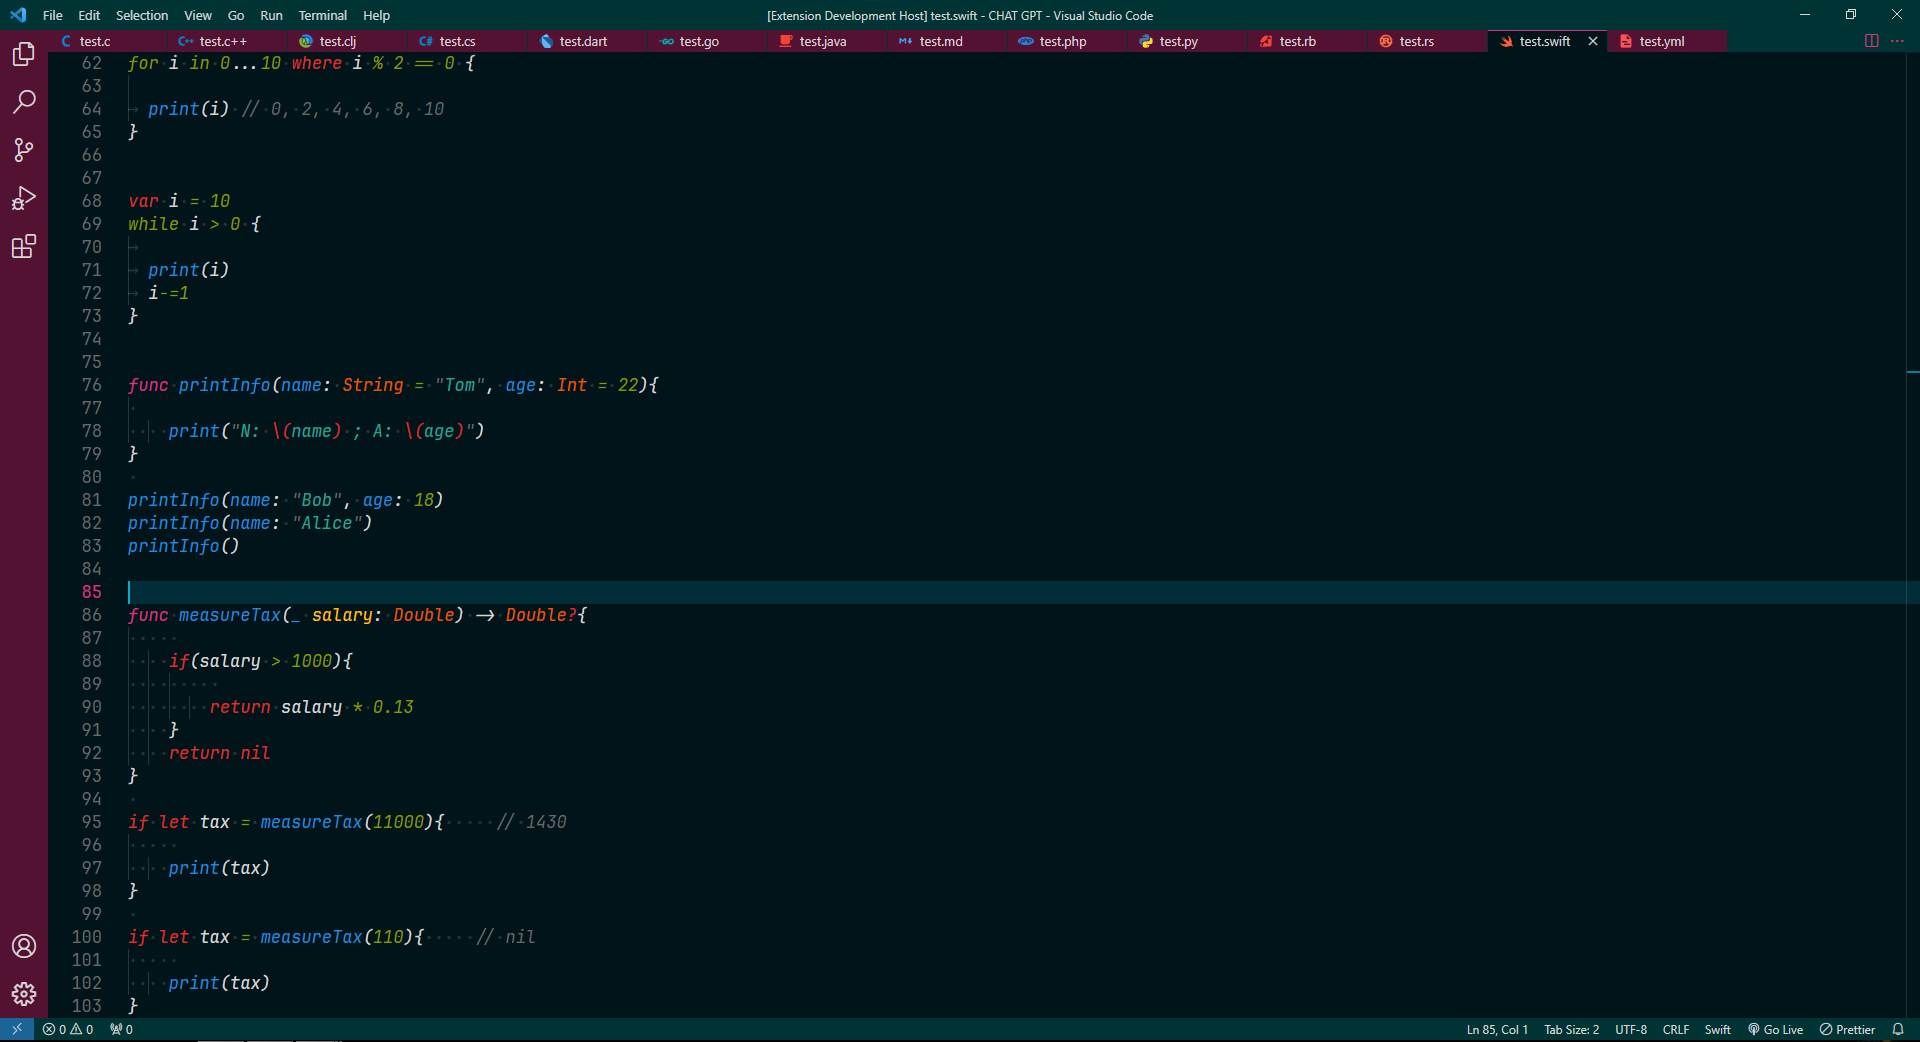 File Edit Selection View Go Run Terminal Help [Extension Development Host] test.swift - CHAT GPT - Visual Studio Code
test.c test.c++ test.clj test.cs test.dart test.go test.java test.md test.php test.py test.rb test.rs test.swift test.yml
62 for i in 0...10 where i % 2 == 0 {
63
64 print(i) // 0, 2, 4, 6, 8, 10
65 }
66
67
68 var i = 10
69 while i > 0 {
70
71 print(i)
72 i-=1
73 }
74
75
76 func printInfo(name: String = "Tom", age: Int = 22){
77
78 print("N: \(name) ; A: \(age)")
79 }
80
81 printInfo(name: "Bob", age: 18)
82 printInfo(name: "Alice")
83 printInfo()
84
85
86 func measureTax(_ salary: Double) -> Double?{
87
88 if(salary > 1000){
89
90 return salary * 0.13
91 }
92 return nil
93 }
94
95 if let tax = measureTax(11000){ // 1430
96
97 print(tax)
98 }
99
100 if let tax = measureTax(110){ // nil
101
102 print(tax)
103 }
0 0 0 Ln 85, Col 1 Tab Size: 2 UTF-8 CRLF Swift Go Live Prettier